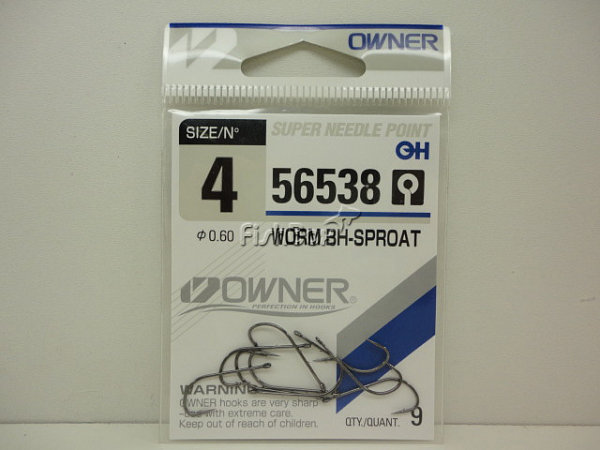 OWNER
SIZE/Nº
SUPER NEEDLE POINT
OH
4
56538
φ 0.60
WORM BH-SPROAT
OWNER
PERFECTION IN HOOKS
WARNING
OWNER hooks are very sharp
-use with extreme care.
Keep out of reach of children.
QTY./QUANT. 9